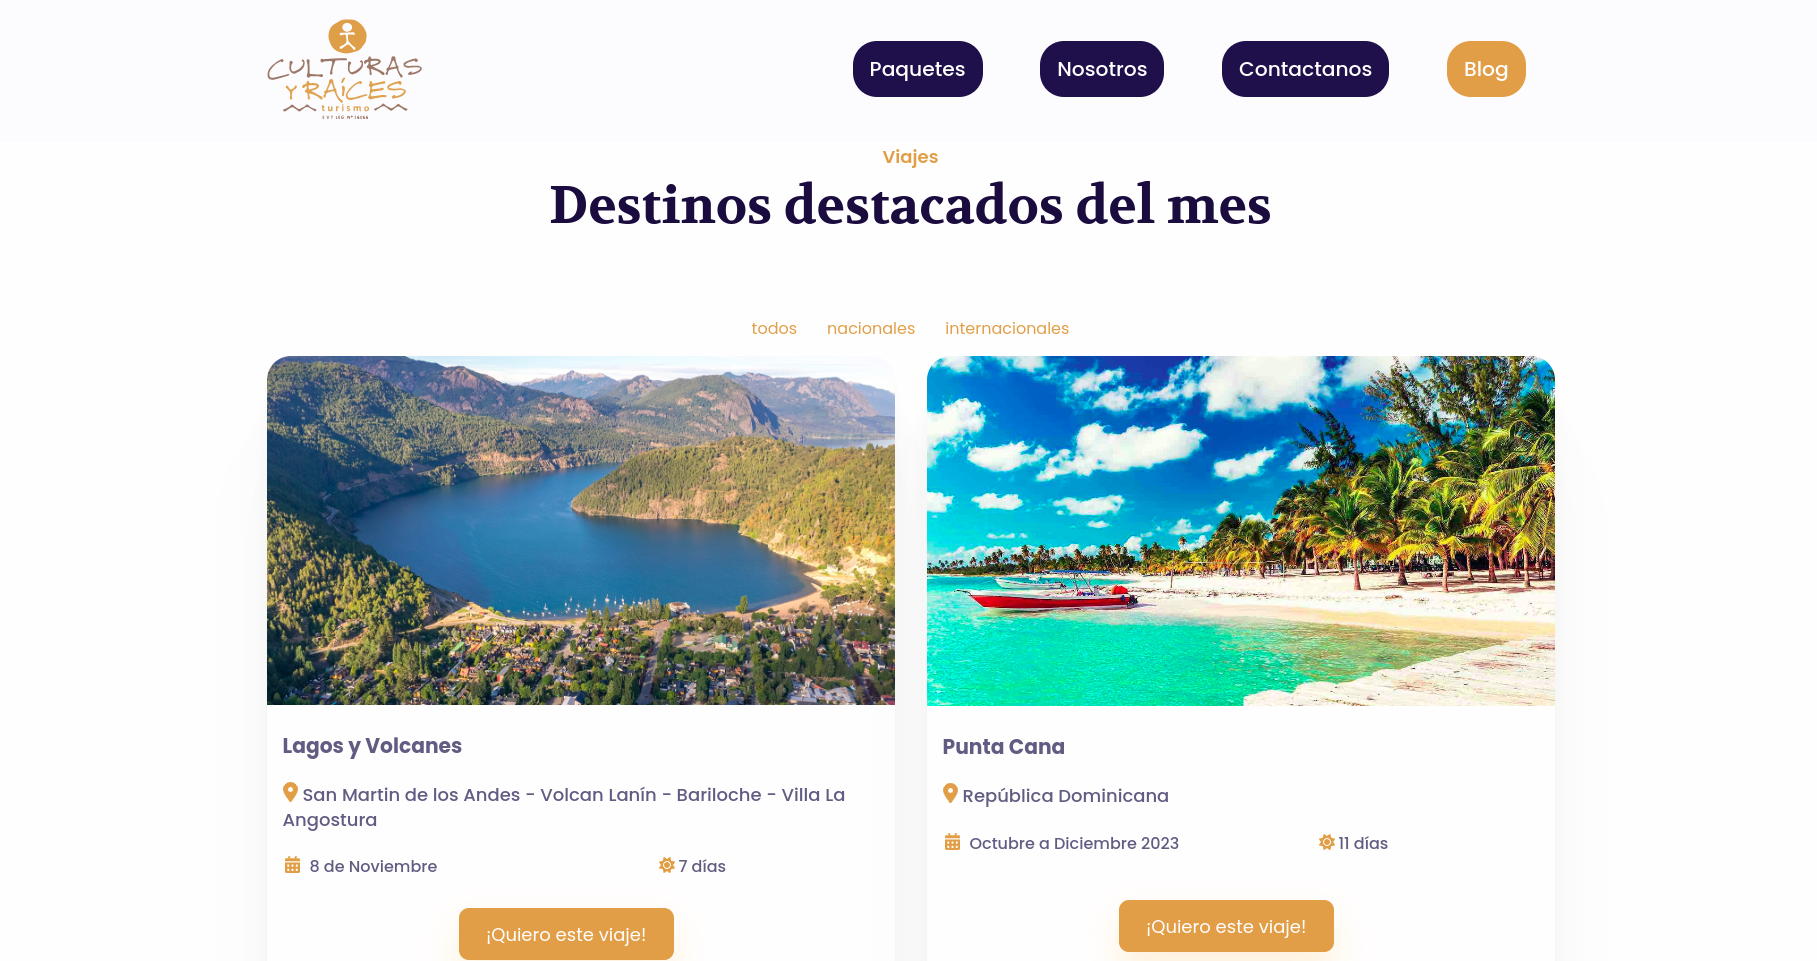 CULTURAS
Y RAÍCES
turismo
Paquetes
Nosotros
Contactanos
Blog
Viajes
Destinos destacados del mes
todos
nacionales
internacionales
Lagos y Volcanes
San Martin de los Andes - Volcan Lanín - Bariloche - Villa La
Angostura
8 de Noviembre
7 días
¡Quiero este viaje!
Punta Cana
República Dominicana
Octubre a Diciembre 2023
11 días
¡Quiero este viaje!